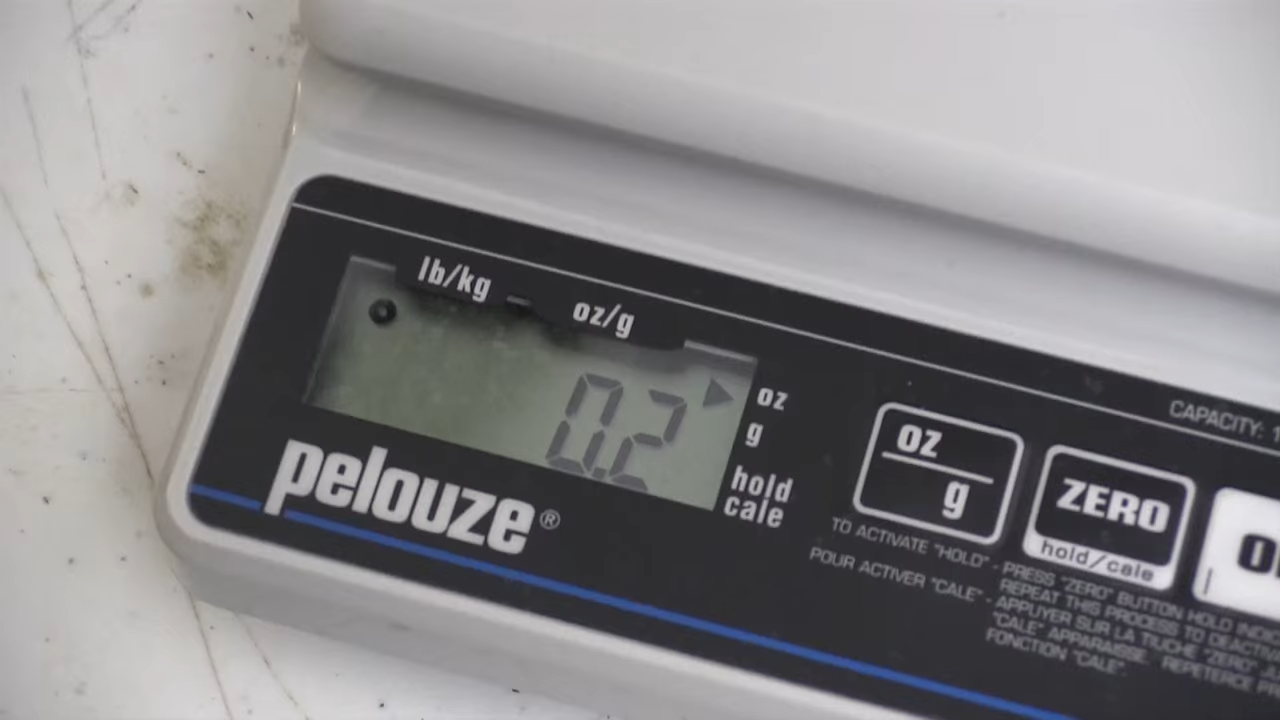 lb/kg oz/g
0.2
oz
g
hold
cale
pelouze®
oz
g
ZERO
hold/cale
CAPACITY:
TO ACTIVATE "HOLD" - PRESS "ZERO" BUTTON HOLD
REPEAT THIS PROCESS TO
POUR ACTIVER "CALE" - APPUYER SUR LA TUCHE "ZERO"
"CALE" APPARAISSE. REPETERCE
FONCTION "CALE".